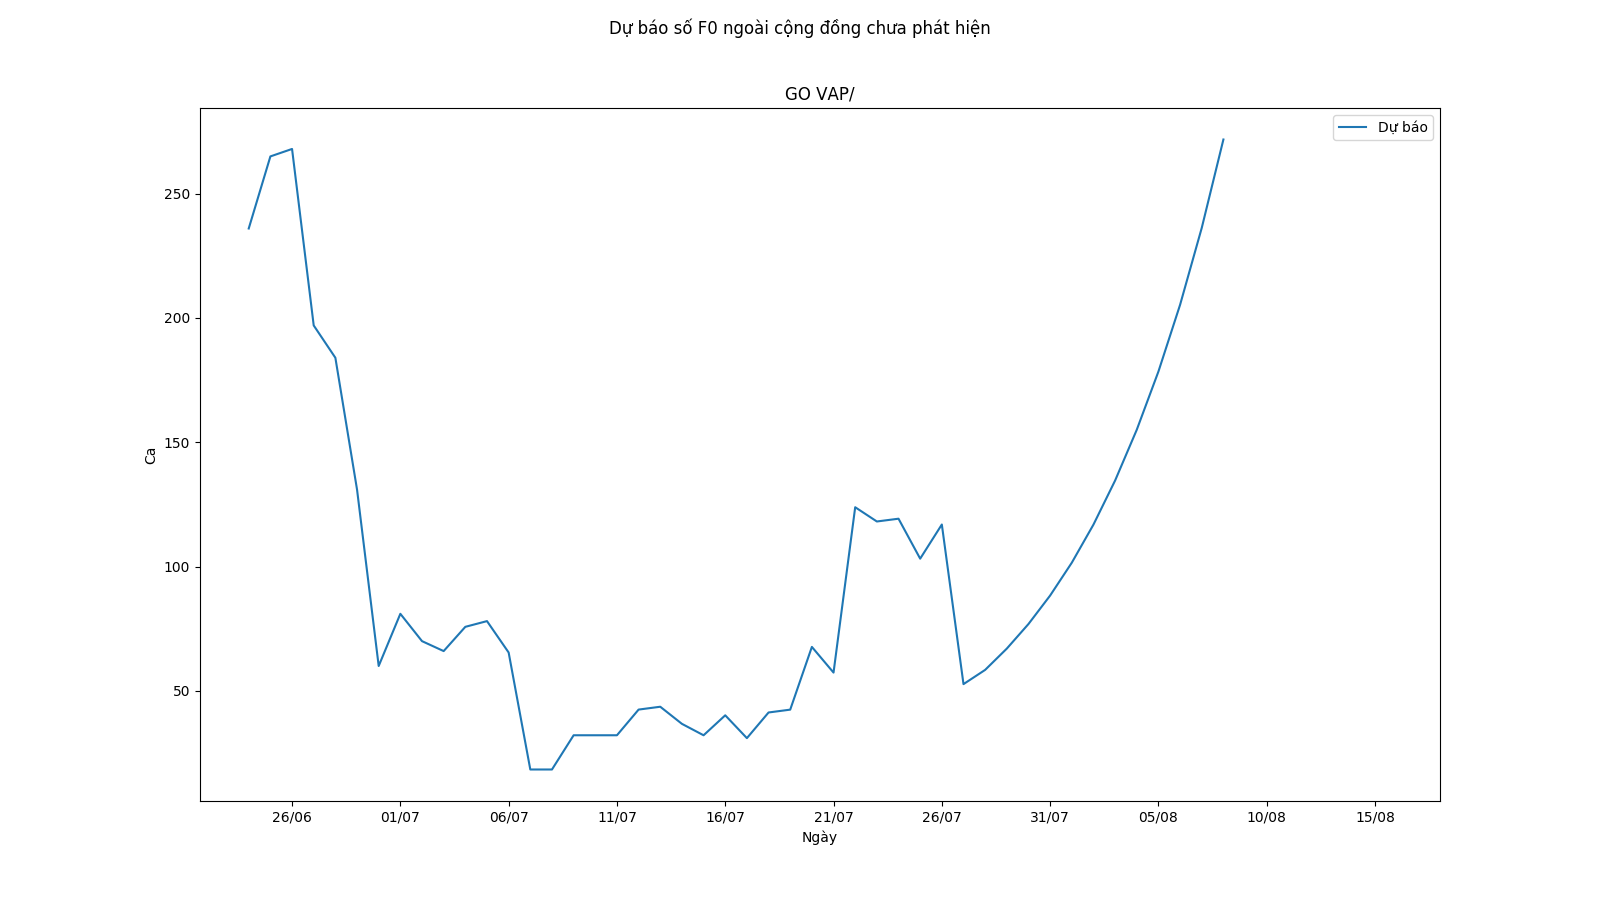 Dự báo số F0 ngoài cộng đồng chưa phát hiện
GO VAP/
Dự báo
250
200
150
100
50
Ca
26/06 01/07 06/07 11/07 16/07 21/07 26/07 31/07 05/08 10/08 15/08
Ngày